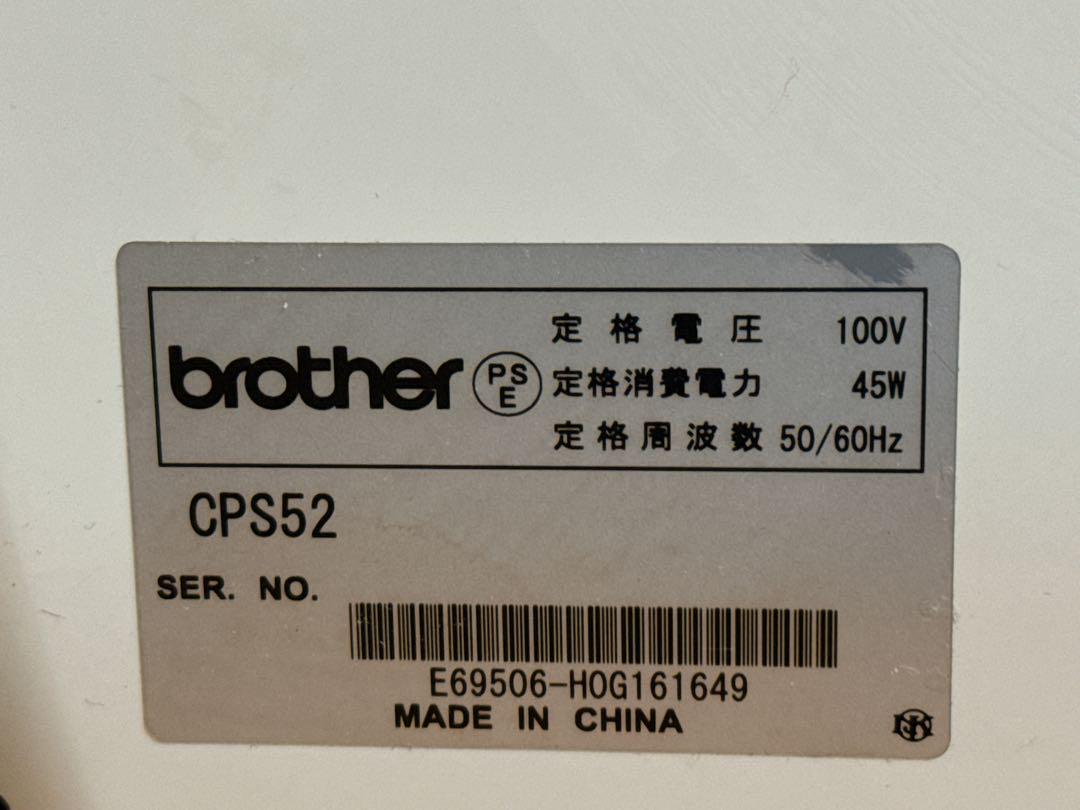 brother
PS
E
定格電圧 100V
定格消費電力 45W
定格周波数 50/60Hz
CPS52
SER. NO.
E69506-H0G161649
MADE IN CHINA